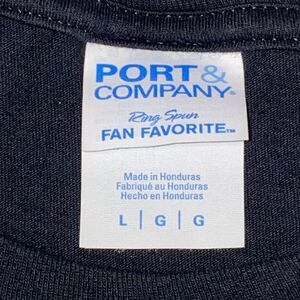 PORT &
COMPANY®
Ring Spun
FAN FAVORITE™
Made in Honduras
Fabriqué au Honduras
Hecho en Honduras
L | G | G